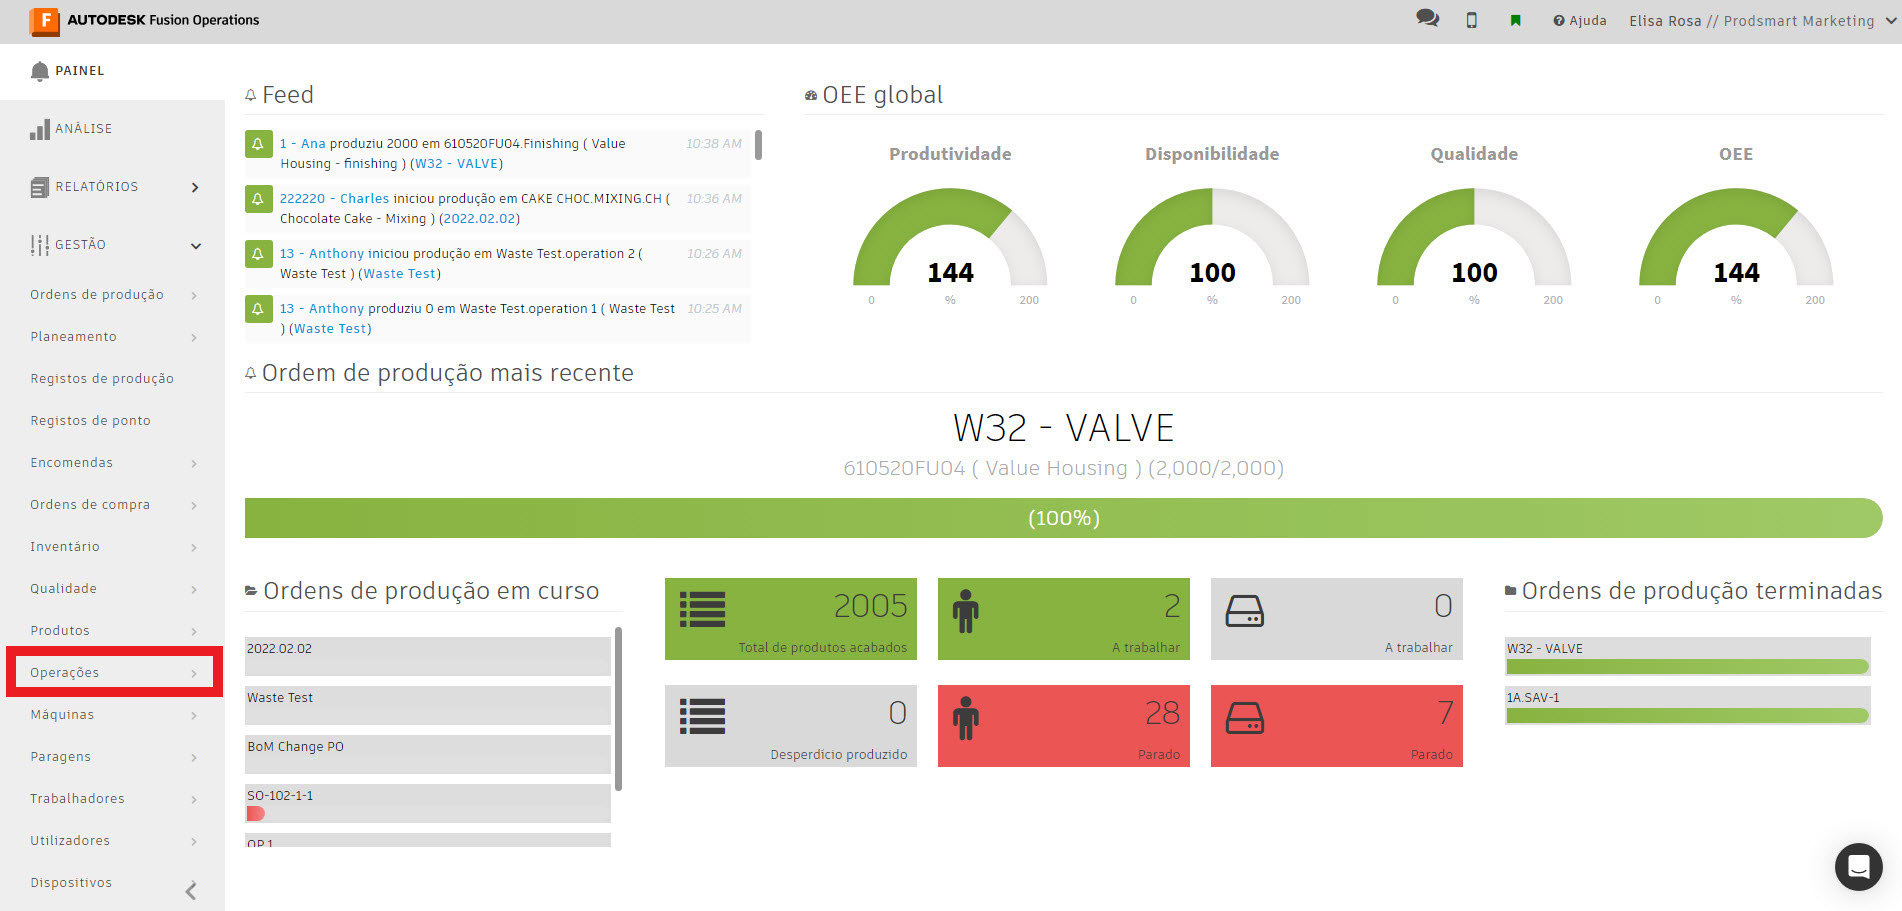 F AUTODESK Fusion Operations
Ajuda
Elisa Rosa // Prodsmart Marketing
PAINEL
ANÁLISE
RELATÓRIOS
GESTÃO
Ordens de produção
Planeamento
Registos de produção
Registos de ponto
Encomendas
Ordens de compra
Inventário
Qualidade
Produtos
Operações
Máquinas
Paragens
Trabalhadores
Utilizadores
Dispositivos
Feed
1 - Ana produziu 2000 em 610520FU04.Finishing ( Value
Housing - finishing ) (W32 - VALVE)
10:38 AM
222220 - Charles iniciou produção em CAKE CHOC.MIXING.CH (
Chocolate Cake - Mixing ) (2022.02.02)
10:36 AM
13 - Anthony iniciou produção em Waste Test.operation 2 (
Waste Test ) (Waste Test)
10:26 AM
13 - Anthony produziu 0 em Waste Test.operation 1 ( Waste Test
) (Waste Test)
10:25 AM
OEE global
Produtividade
144
0 % 200
Disponibilidade
100
0 % 200
Qualidade
100
0 % 200
OEE
144
0 % 200
Ordem de produção mais recente
W32 - VALVE
610520FU04 ( Value Housing ) (2,000/2,000)
(100%)
Ordens de produção em curso
2022.02.02
Waste Test
BoM Change PO
SO-102-1-1
OP 1
2005
Total de produtos acabados
2
A trabalhar
0
A trabalhar
0
Desperdício produzido
28
Parado
7
Parado
Ordens de produção terminadas
W32 - VALVE
1A.SAV-1